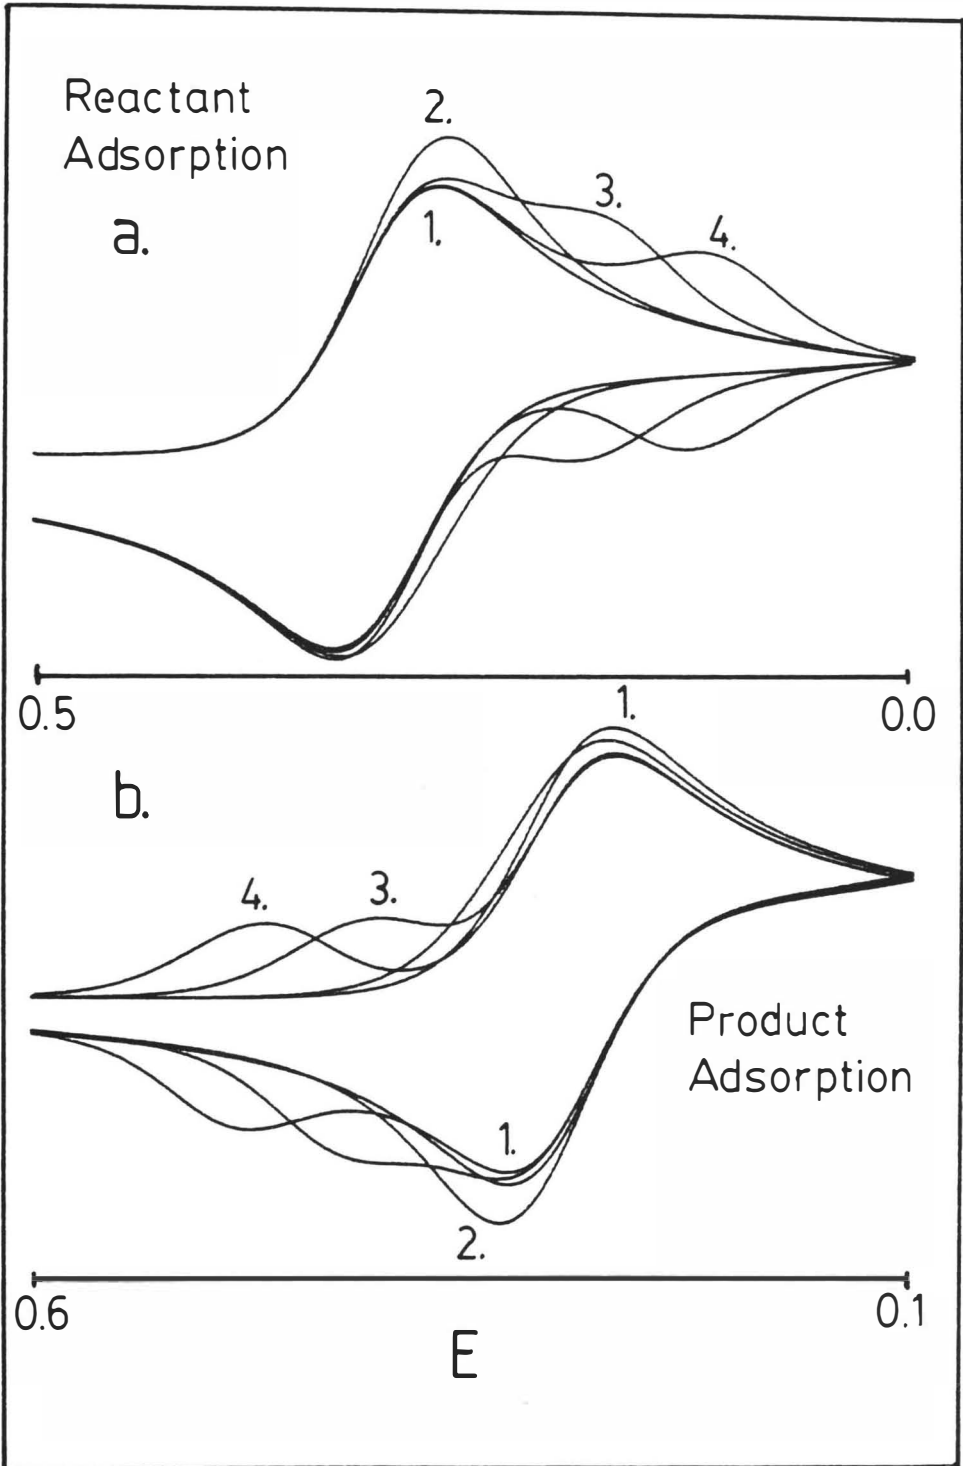 Reactant
Adsorption
a.
2.
1.
3.
4.
0.5
0.0
b.
1.
4.
3.
1.
2.
Product
Adsorption
0.6
0.1
E